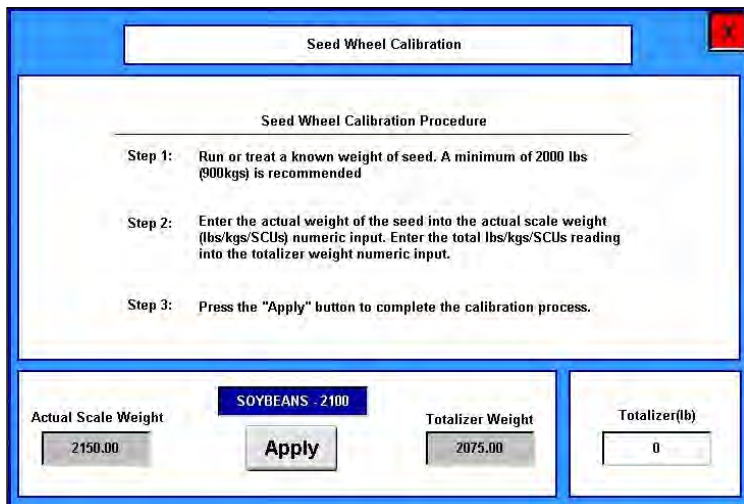 Seed Wheel Calibration
X
Seed Wheel Calibration Procedure
Step 1: Run or treat a known weight of seed. A minimum of 2000 lbs
(900kgs) is recommended
Step 2: Enter the actual weight of the seed into the actual scale weight
(lbs/kgs/SCUs) numeric input. Enter the total lbs/kgs/SCUs reading
into the totalizer weight numeric input.
Step 3: Press the "Apply" button to complete the calibration process.
SOYBEANS - 2100
Actual Scale Weight
2150.00
Apply
Totalizer Weight
2075.00
Totalizer(lb)
0